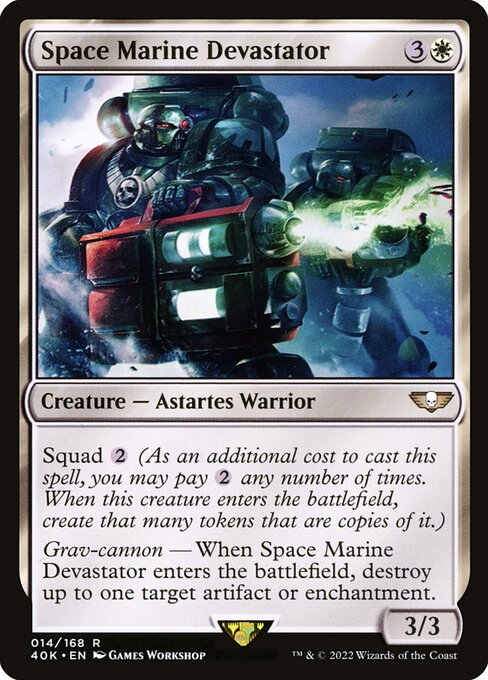 Space Marine Devastator 3
Creature — Astartes Warrior
Squad 2 (As an additional cost to cast this
spell, you may pay 2 any number of times.
When this creature enters the battlefield,
create that many tokens that are copies of it.)
Grav-cannon — When Space Marine
Devastator enters the battlefield, destroy
up to one target artifact or enchantment.
3/3
014/168 R
40K • EN Games Workshop ™ & © 2022 Wizards of the Coast